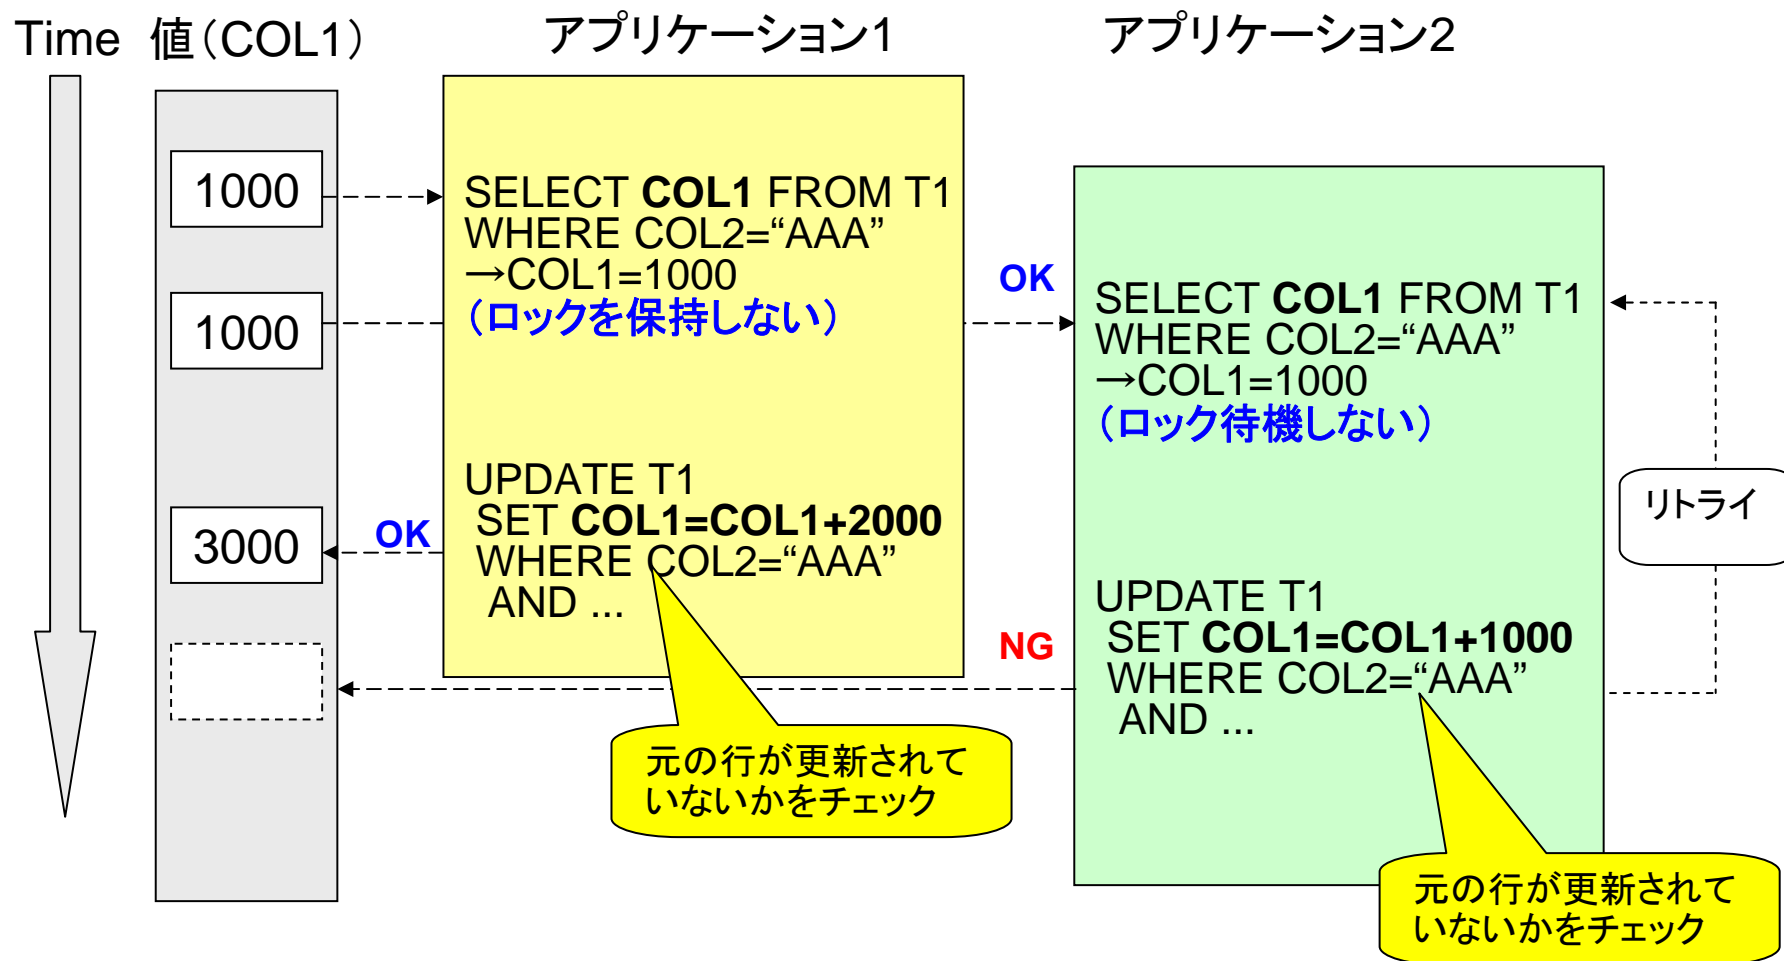 Time 値（COL1）
アプリケーション1
アプリケーション2
1000
SELECT COL1 FROM T1
WHERE COL2=“AAA”
→COL1=1000
（ロックを保持しない）
1000
OK
SELECT COL1 FROM T1
WHERE COL2=“AAA”
→COL1=1000
（ロック待機しない）
UPDATE T1
SET COL1=COL1+2000
WHERE COL2=“AAA”
AND ...
3000
OK
リトライ
UPDATE T1
SET COL1=COL1+1000
WHERE COL2=“AAA”
AND ...
NG
元の行が更新されて
いないかをチェック
元の行が更新されて
いないかをチェック